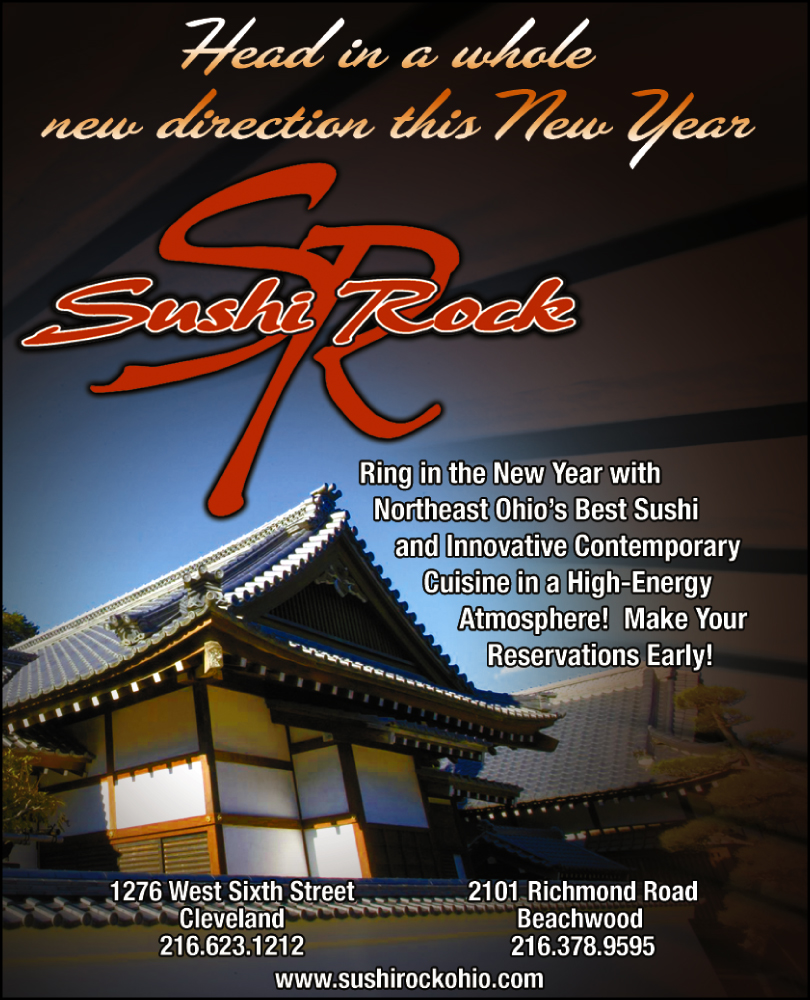 Head in a whole
new direction this New Year
SR
Sushi Rock
Ring in the New Year with
Northeast Ohio's Best Sushi
and Innovative Contemporary
Cuisine in a High-Energy
Atmosphere!  Make Your
Reservations Early!
1276 West Sixth Street
Cleveland
216.623.1212
2101 Richmond Road
Beachwood
216.378.9595
www.sushirockohio.com